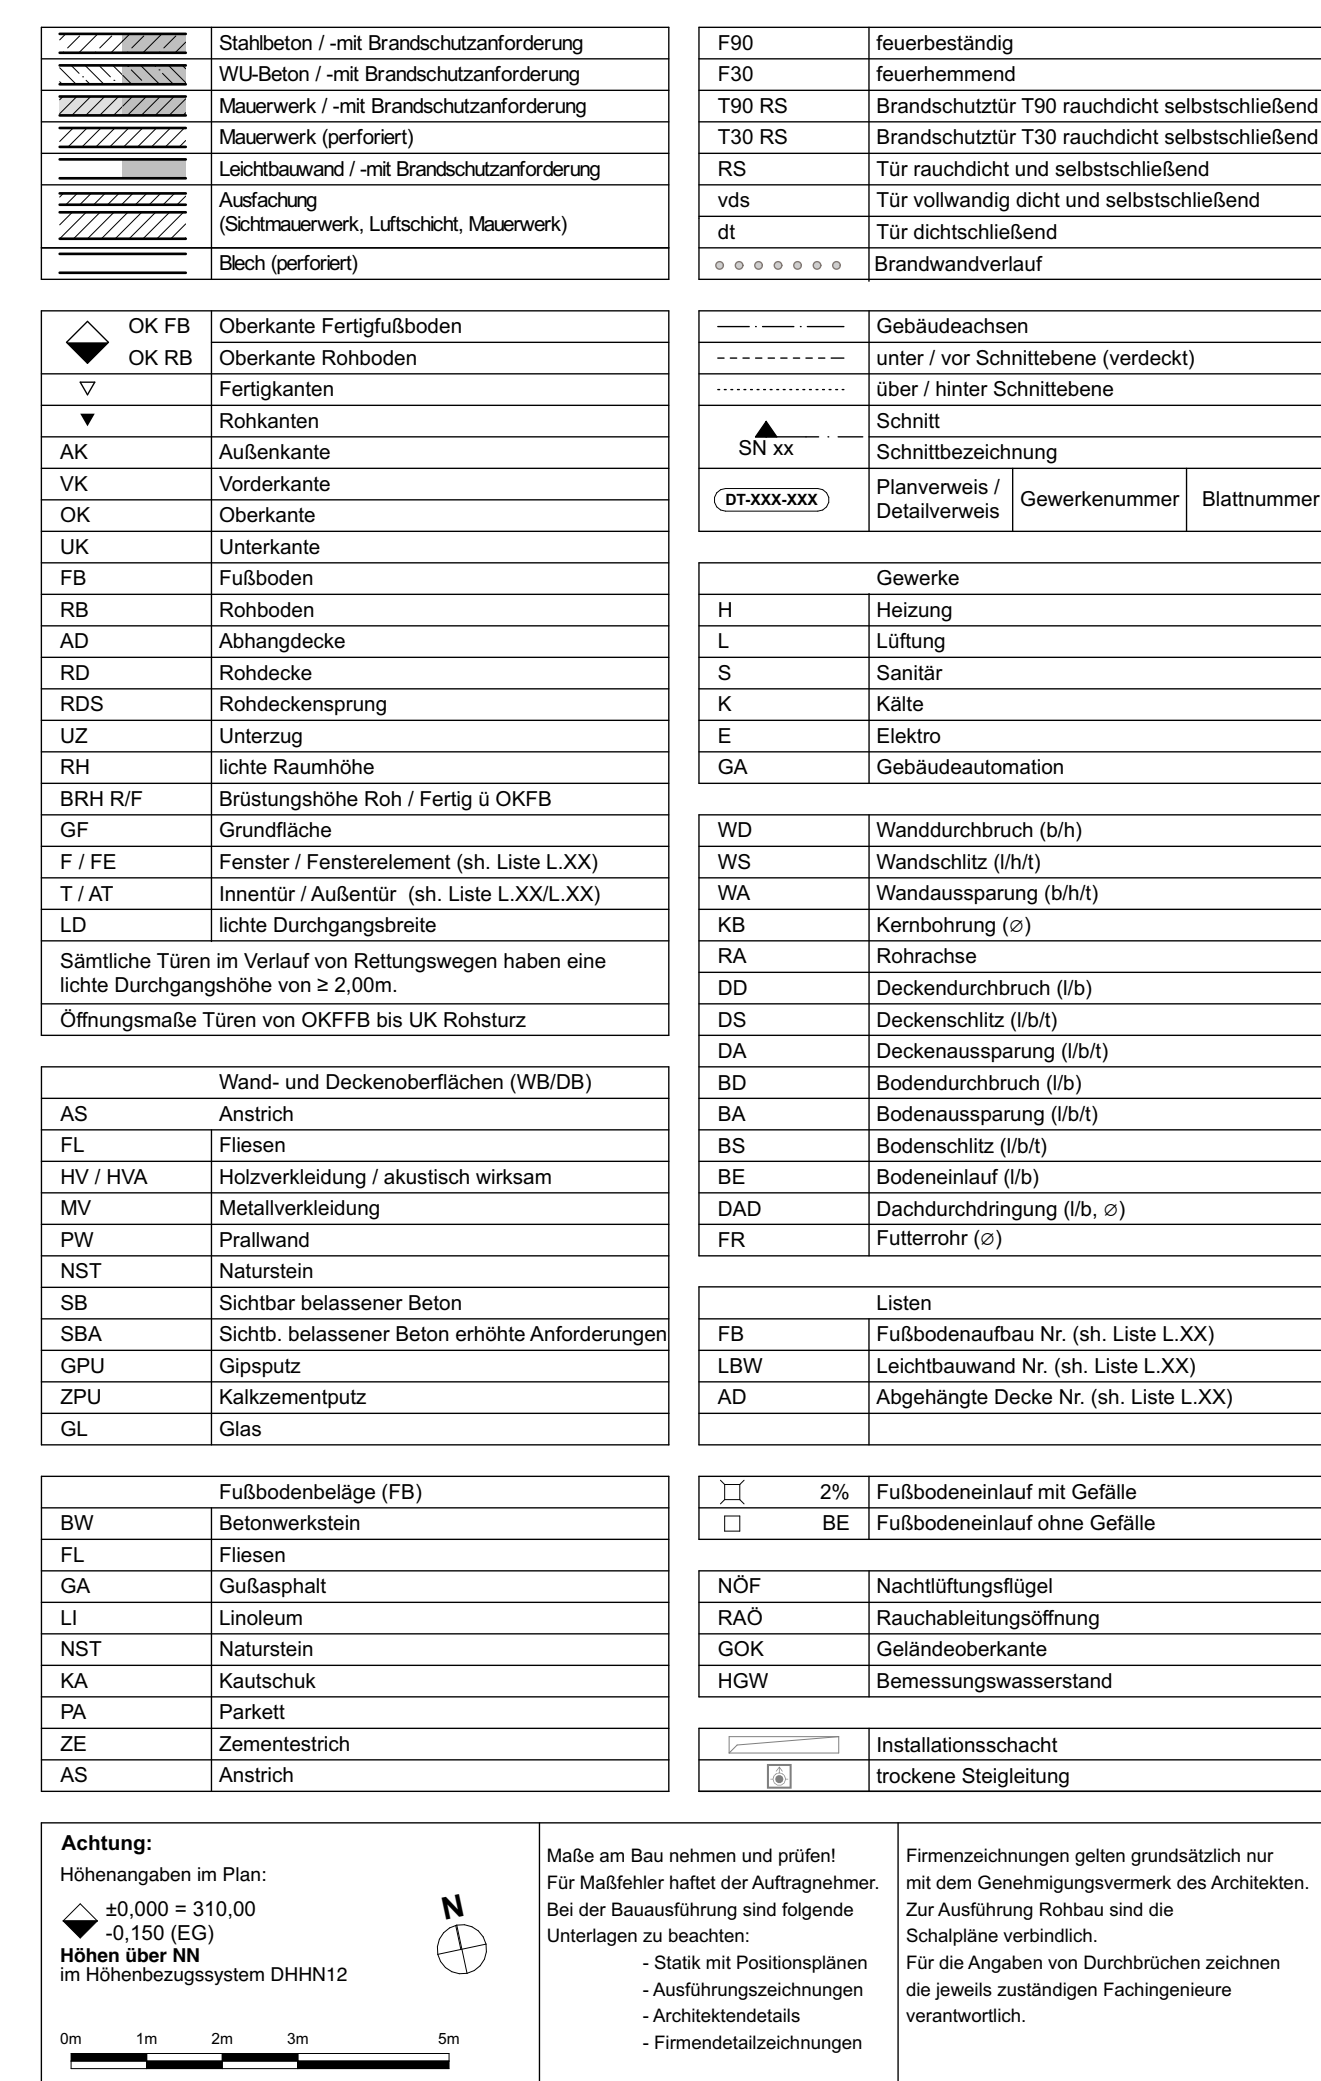 Stahlbeton / -mit Brandschutzanforderung
WU-Beton / -mit Brandschutzanforderung
Mauerwerk / -mit Brandschutzanforderung
Mauerwerk (perforiert)
Leichtbauwand / -mit Brandschutzanforderung
Ausfachung
(Sichtmauerwerk, Luftschicht, Mauerwerk)
Blech (perforiert)
OK FB Oberkante Fertigfußboden
OK RB Oberkante Rohboden
Fertigkanten
Rohkanten
AK Außenkante
VK Vorderkante
OK Oberkante
UK Unterkante
FB Fußboden
RB Rohboden
AD Abhangdecke
RD Rohdecke
RDS Rohdeckensprung
UZ Unterzug
RH lichte Raumhöhe
BRH R/F Brüstungshöhe Roh / Fertig ü OKFB
GF Grundfläche
F / FE Fenster / Fensterelement (sh. Liste L.XX)
T / AT Innentür / Außentür (sh. Liste L.XX/L.XX)
LD lichte Durchgangsbreite
Sämtliche Türen im Verlauf von Rettungswegen haben eine
lichte Durchgangshöhe von ≥ 2,00m.
Öffnungsmaße Türen von OKFFB bis UK Rohsturz
Wand- und Deckenoberflächen (WB/DB)
AS Anstrich
FL Fliesen
HV / HVA Holzverkleidung / akustisch wirksam
MV Metallverkleidung
PW Prallwand
NST Naturstein
SB Sichtbar belassener Beton
SBA Sichtb. belassener Beton erhöhte Anforderungen
GPU Gipsputz
ZPU Kalkzementputz
GL Glas
Fußbodenbeläge (FB)
BW Betonwerkstein
FL Fliesen
GA Gußasphalt
LI Linoleum
NST Naturstein
KA Kautschuk
PA Parkett
ZE Zementestrich
AS Anstrich
F90 feuerbeständig
F30 feuerhemmend
T90 RS Brandschutztür T90 rauchdicht selbstschließend
T30 RS Brandschutztür T30 rauchdicht selbstschließend
RS Tür rauchdicht und selbstschließend
vds Tür vollwandig dicht und selbstschließend
dt Tür dichtschließend
Brandwandverlauf
Gebäudeachsen
unter / vor Schnittebene (verdeckt)
über / hinter Schnittebene
Schnitt
SN xx Schnittbezeichnung
DT-XXX-XXX Planverweis / Gewerkenummer Blattnummer
Detailverweis
Gewerke
H Heizung
L Lüftung
S Sanitär
K Kälte
E Elektro
GA Gebäudeautomation
WD Wanddurchbruch (b/h)
WS Wandschlitz (l/h/t)
WA Wandaussparung (b/h/t)
KB Kernbohrung (∅)
RA Rohrachse
DD Deckendurchbruch (l/b)
DS Deckenschlitz (l/b/t)
DA Deckenaussparung (l/b/t)
BD Bodendurchbruch (l/b)
BA Bodenaussparung (l/b/t)
BS Bodenschlitz (l/b/t)
BE Bodeneinlauf (l/b)
DAD Dachdurchdringung (l/b, ∅)
FR Futterrohr (∅)
Listen
FB Fußbodenaufbau Nr. (sh. Liste L.XX)
LBW Leichtbauwand Nr. (sh. Liste L.XX)
AD Abgehängte Decke Nr. (sh. Liste L.XX)
2% Fußbodeneinlauf mit Gefälle
BE Fußbodeneinlauf ohne Gefälle
NÖF Nachtlüftungsflügel
RAÖ Rauchableitungsöffnung
GOK Geländeoberkante
HGW Bemessungswasserstand
Installationsschacht
trockene Steigleitung
Achtung:
Höhenangaben im Plan:
±0,000 = 310,00
-0,150 (EG)
Höhen über NN
im Höhenbezugssystem DHHN12
N
0m 1m 2m 3m 5m
Maße am Bau nehmen und prüfen!
Für Maßfehler haftet der Auftragnehmer.
Bei der Bauausführung sind folgende
Unterlagen zu beachten:
- Statik mit Positionsplänen
- Ausführungszeichnungen
- Architektendetails
- Firmendetailzeichnungen
Firmenzeichnungen gelten grundsätzlich nur
mit dem Genehmigungsvermerk des Architekten.
Zur Ausführung Rohbau sind die
Schalpläne verbindlich.
Für die Angaben von Durchbrüchen zeichnen
die jeweils zuständigen Fachingenieure
verantwortlich.